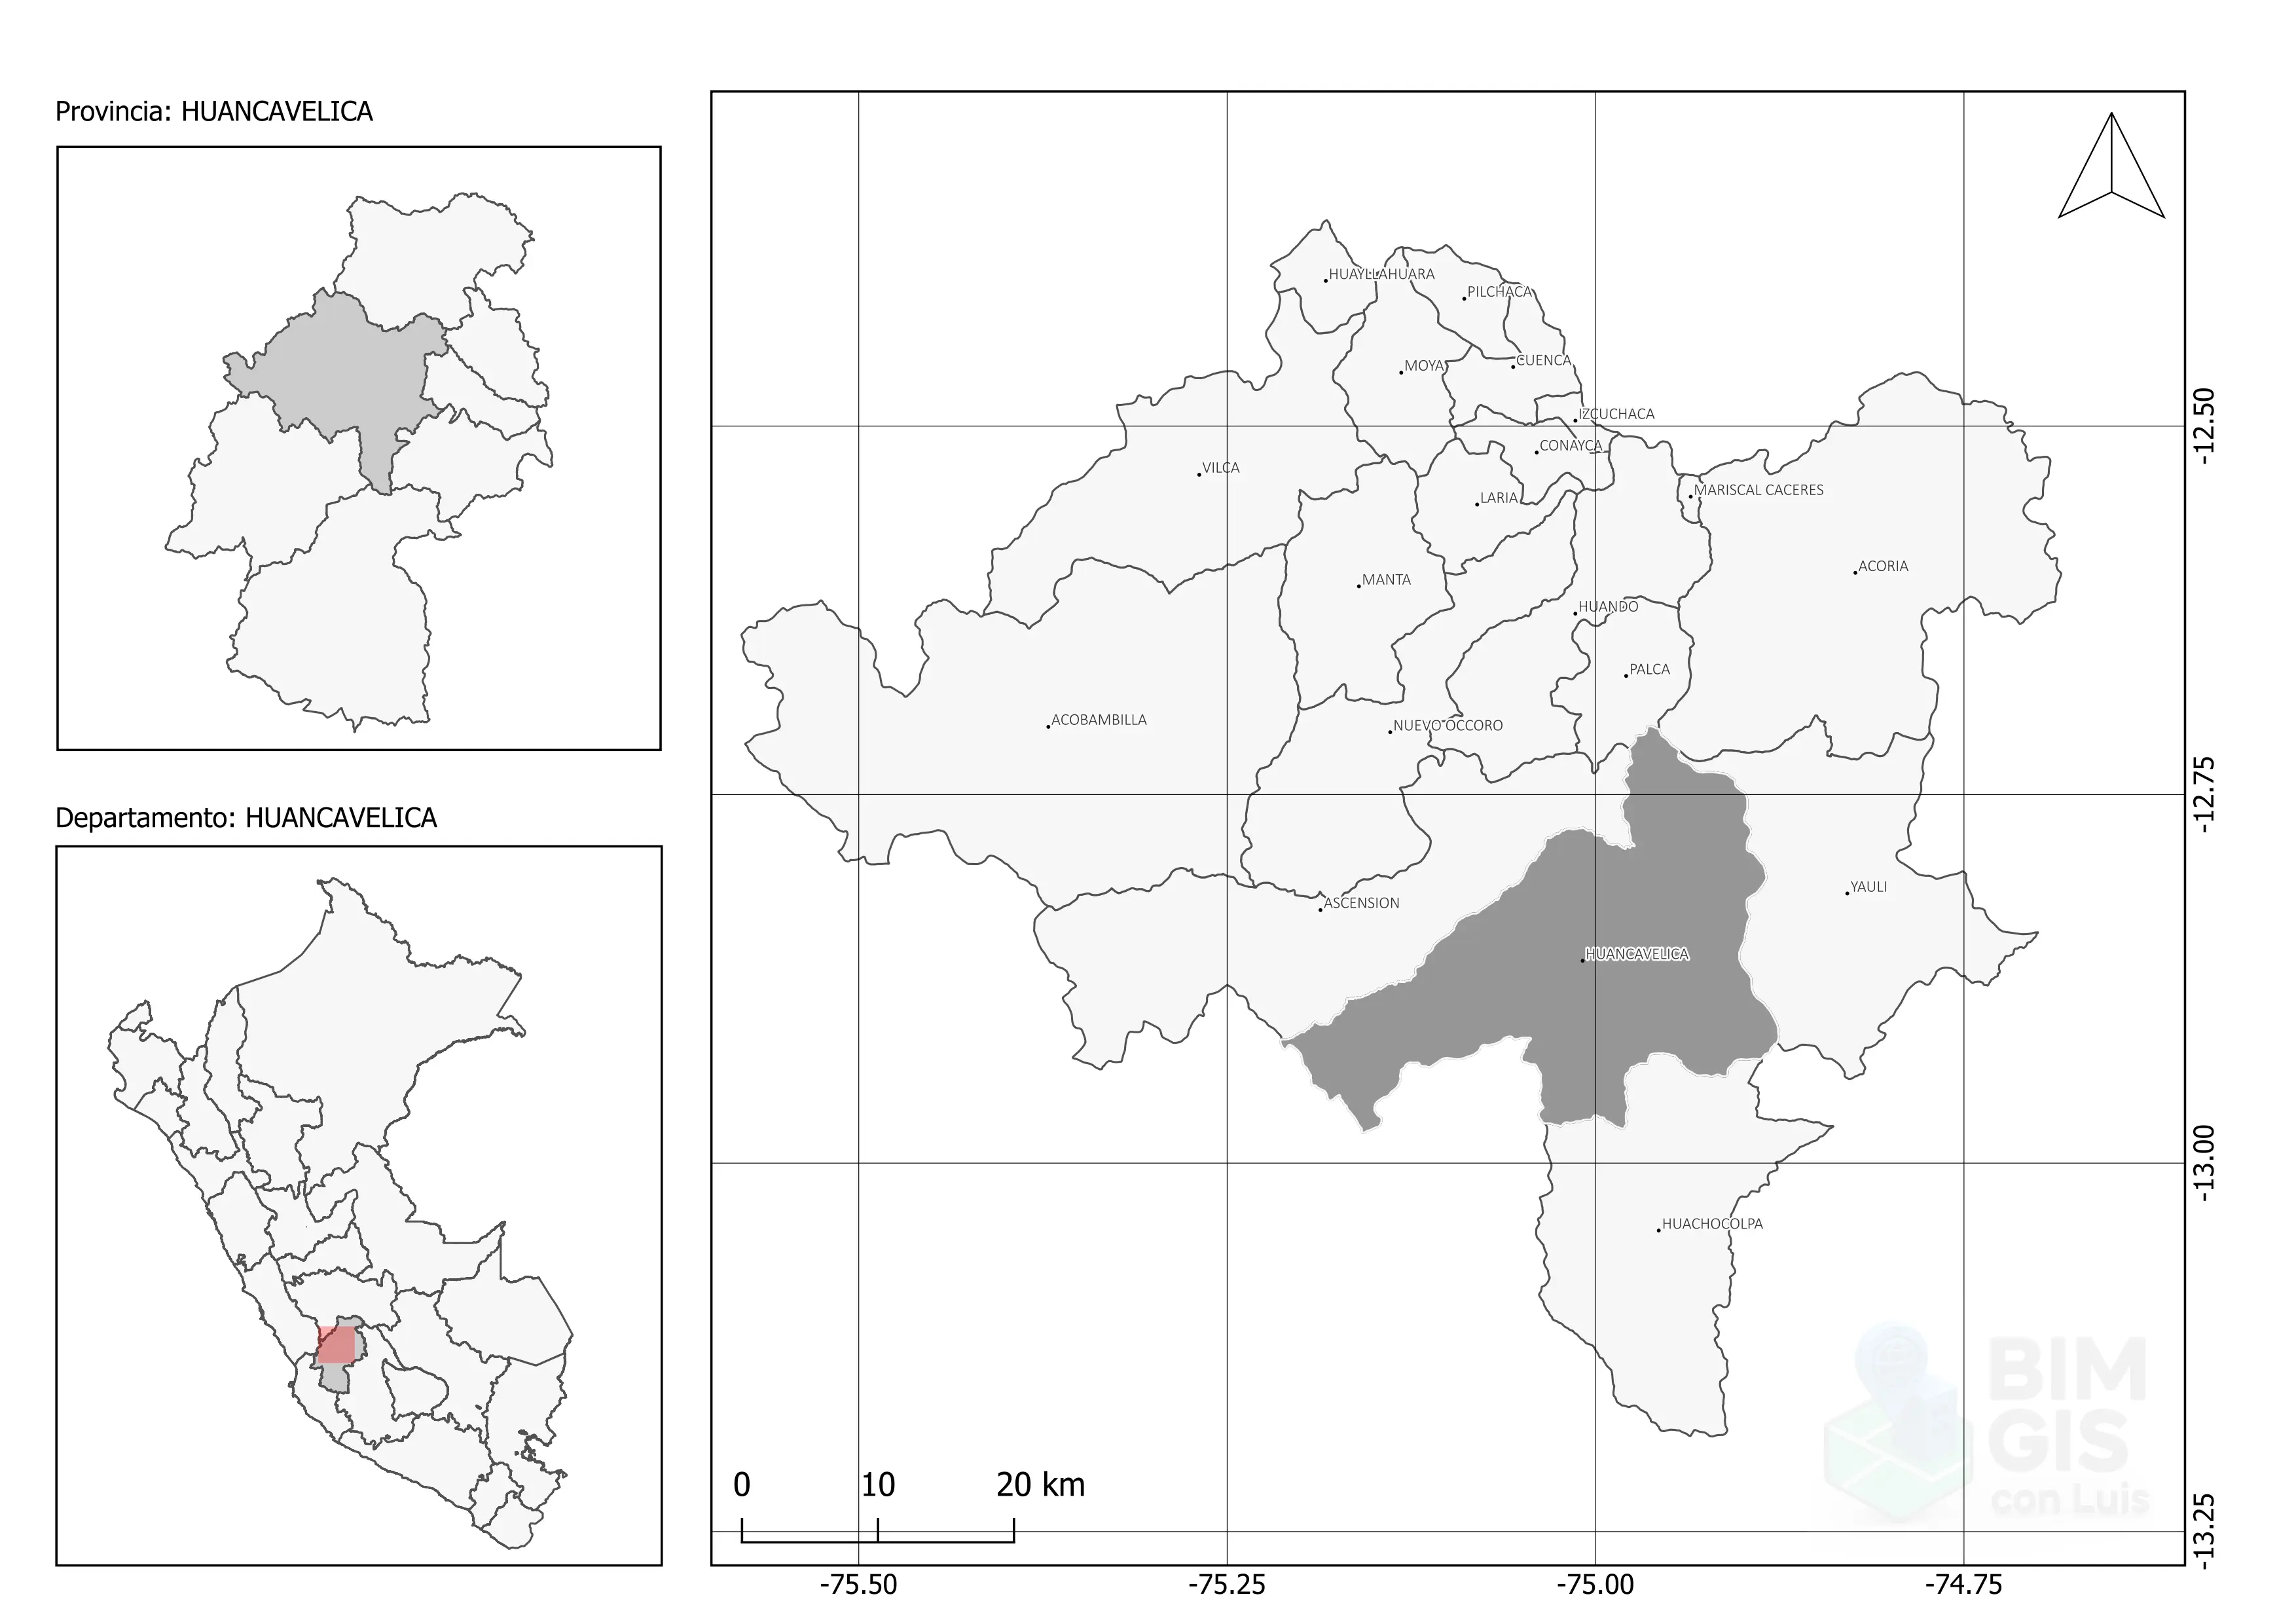 Provincia: HUANCAVELICA
Departamento: HUANCAVELICA
HUAYLLAHUARA
PILCHACA
MOYA
CUENCA
IZCUCHACA
CONAYCA
VILCA
LARIA
MARISCAL CACERES
ACORIA
MANTA
HUANDO
PALCA
ACOBAMBILLA
NUEVO OCCORO
YAULI
ASCENSION
HUANCAVELICA
HUACHOCOLPA
0 10 20 km
BIM
GIS
con Luis
-12.50
-12.75
-13.00
-13.25
-75.50 -75.25 -75.00 -74.75